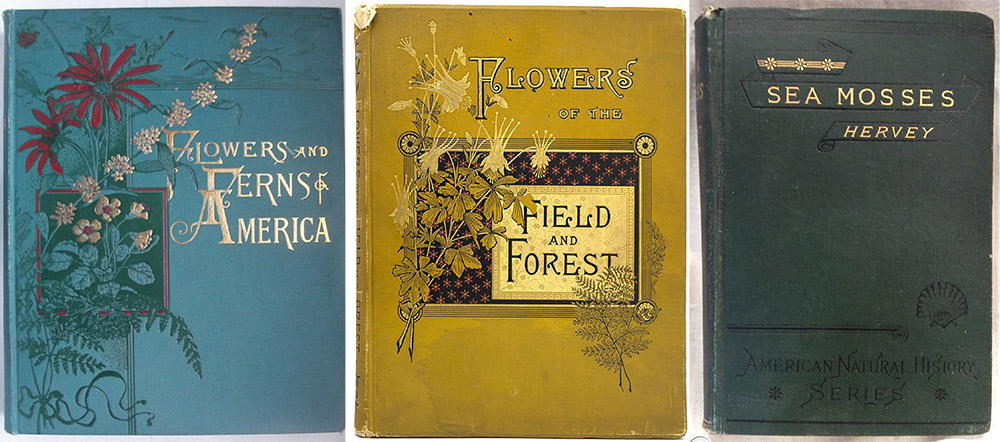 FLOWERS AND
FERNS OF
AMERICA
FLOWERS
OF THE
FIELD
AND
FOREST
SEA MOSSES
HERVEY
AMERICAN NATURAL HISTORY
SERIES